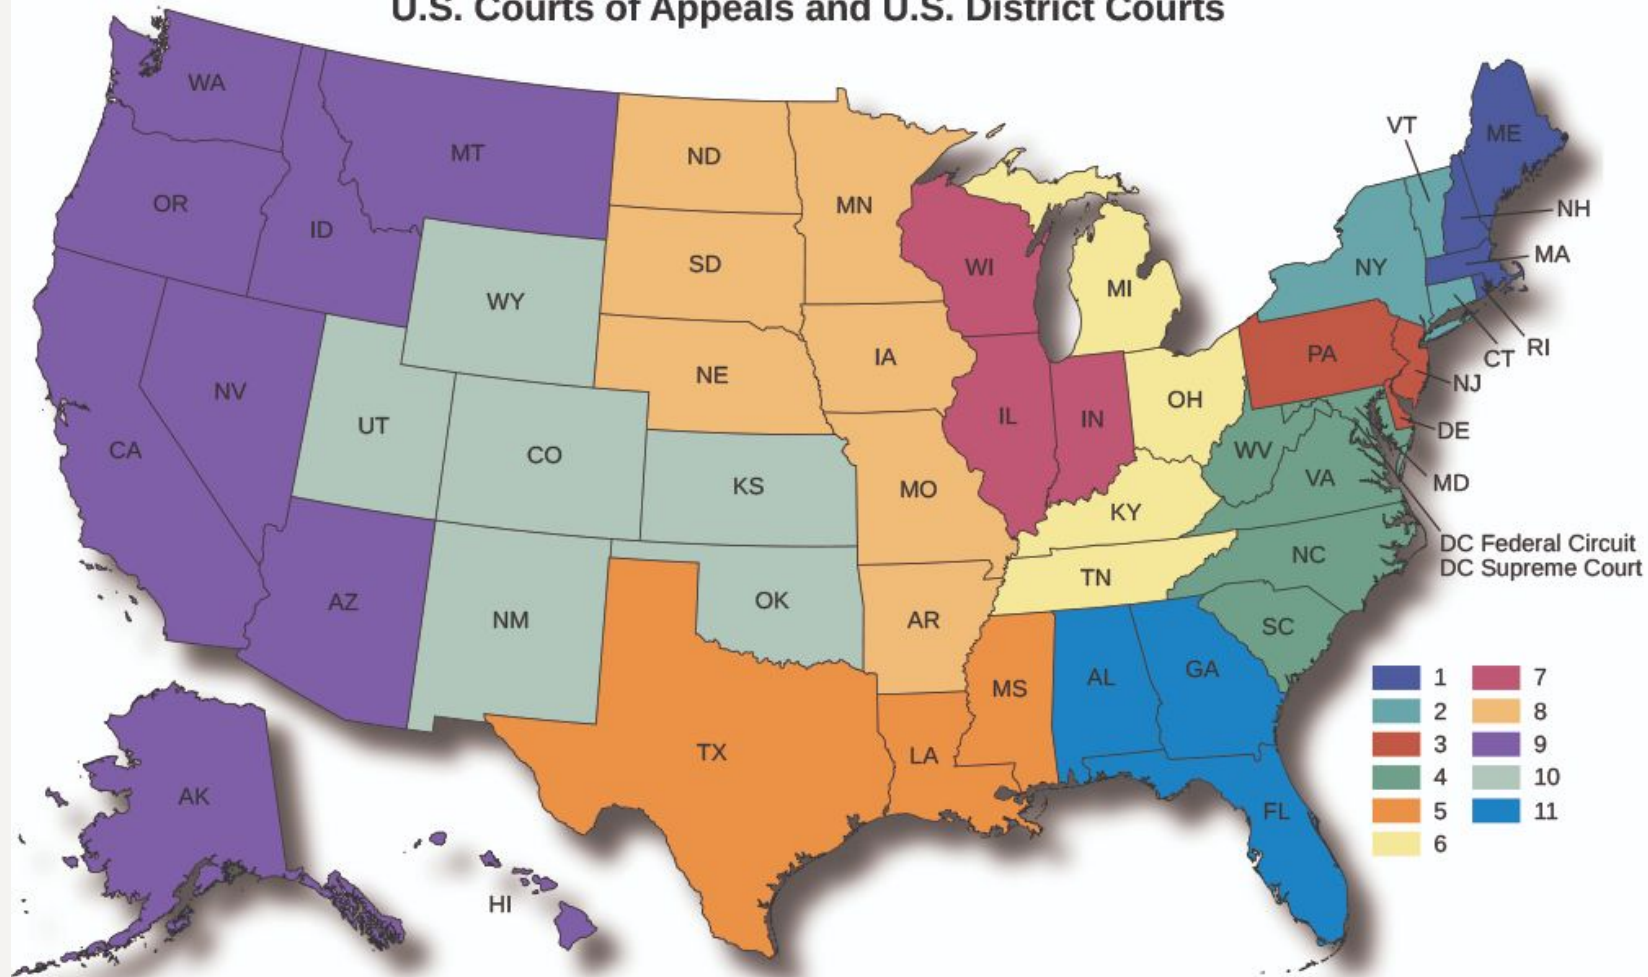 U.S. Courts of Appeals and U.S. District Courts
WA
MT
ND
MN
VT
ME
OR
ID
SD
WI
NH
MA
NY
MI
WY
RI
CT
PA
NJ
NV
NE
IA
OH
DE
UT
IL
IN
CA
CO
WV
VA
MD
KS
MO
KY
DC Federal Circuit
DC Supreme Court
NC
TN
AZ
OK
NM
AR
SC
MS
AL
GA
TX
LA
AK
FL
HI
1
2
3
4
5
6
7
8
9
10
11